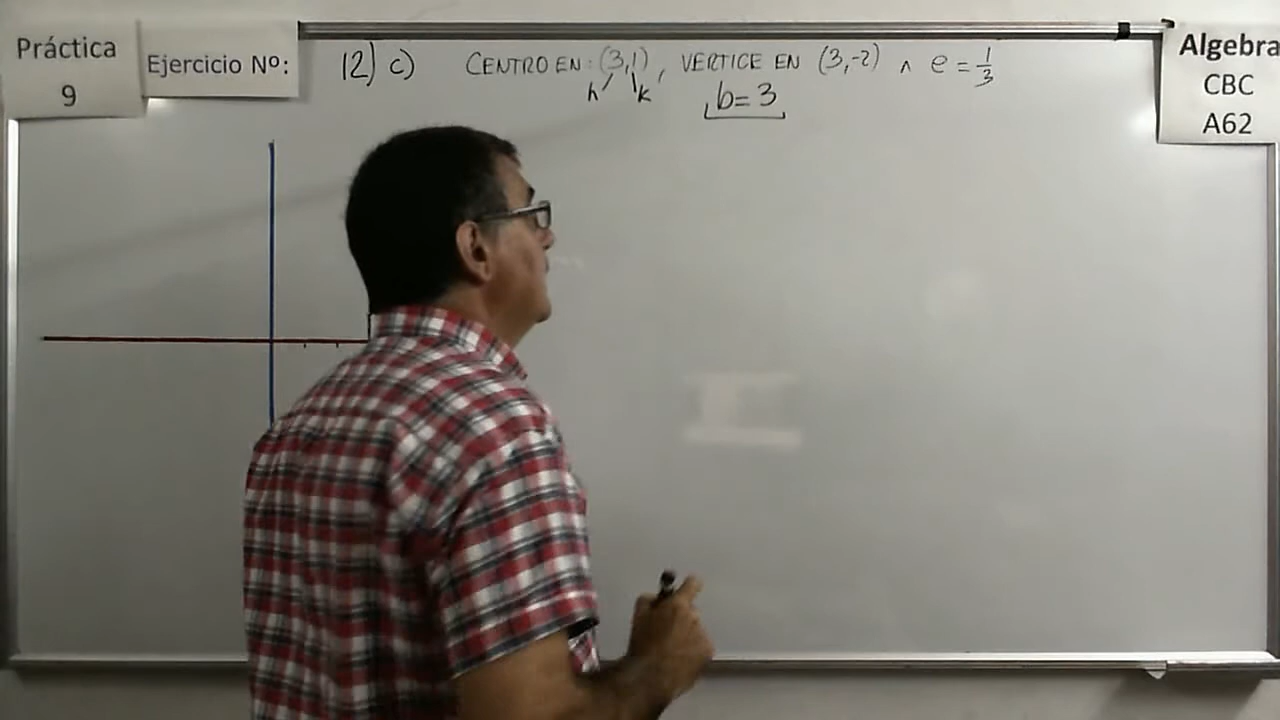 Práctica
9
Ejercicio Nº:
12) c) CENTRO EN: (3,1), VERTICE EN (3,-2) ∧ e = 1/3
h k b = 3
Algebra
CBC
A62